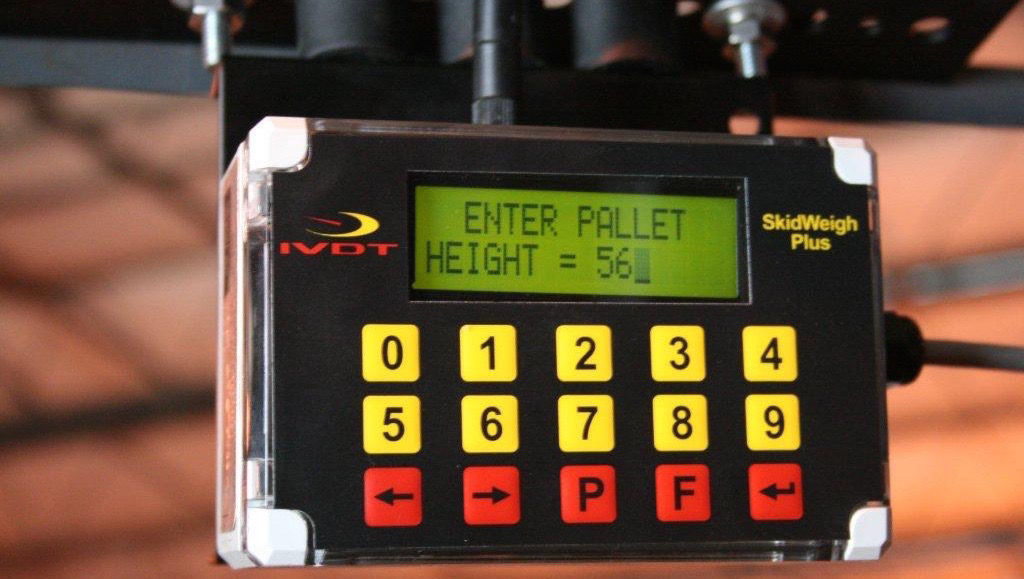 IVDT
ENTER PALLET
HEIGHT = 56
SkidWeigh
Plus
0 1 2 3 4
5 6 7 8 9
← → P F ↵